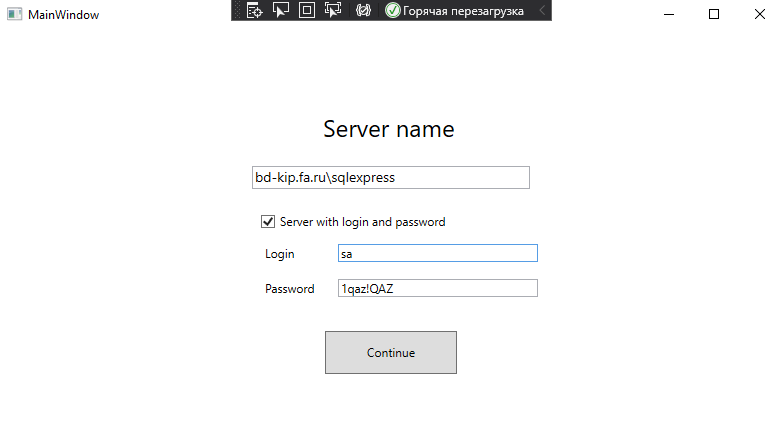 MainWindow
Горячая перезагрузка
Server name
bd-kip.fa.ru\sqlexpress
Server with login and password
Login
sa
Password
1qaz!QAZ
Continue